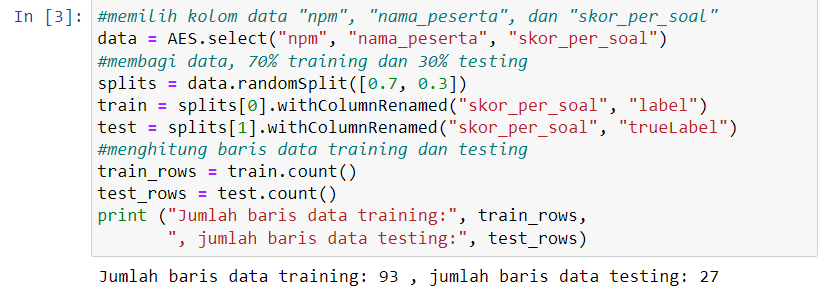 In [3]: #memilih kolom data "npm", "nama_peserta", dan "skor_per_soal"
data = AES.select("npm", "nama_peserta", "skor_per_soal")
#membagi data, 70% training dan 30% testing
splits = data.randomSplit([0.7, 0.3])
train = splits[0].withColumnRenamed("skor_per_soal", "label")
test = splits[1].withColumnRenamed("skor_per_soal", "trueLabel")
#menghitung baris data training dan testing
train_rows = train.count()
test_rows = test.count()
print ("Jumlah baris data training:", train_rows,
       ", jumlah baris data testing:", test_rows)
Jumlah baris data training: 93 , jumlah baris data testing: 27